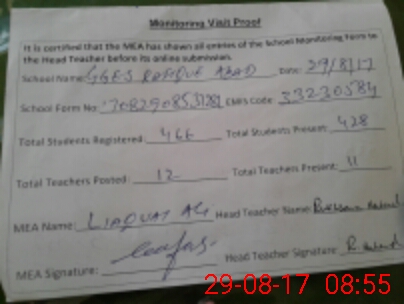 Monitoring Visit Proof
It is certified that the MEA has shown all entries of the School Monitoring Form to
the Head Teacher before its online submission.
School Name: GGES RAFIQUE ABAD Date: 29/8/17
School Form No: EMIS Code: 33230584
Total Students Registered: 466 Total Students Present: 428
Total Teachers Posted: 12 Total Teachers Present: 11
MEA Name: LIAQUAT ALI Head Teacher Name:
MEA Signature: Head Teacher Signature:
29-08-17 08:55